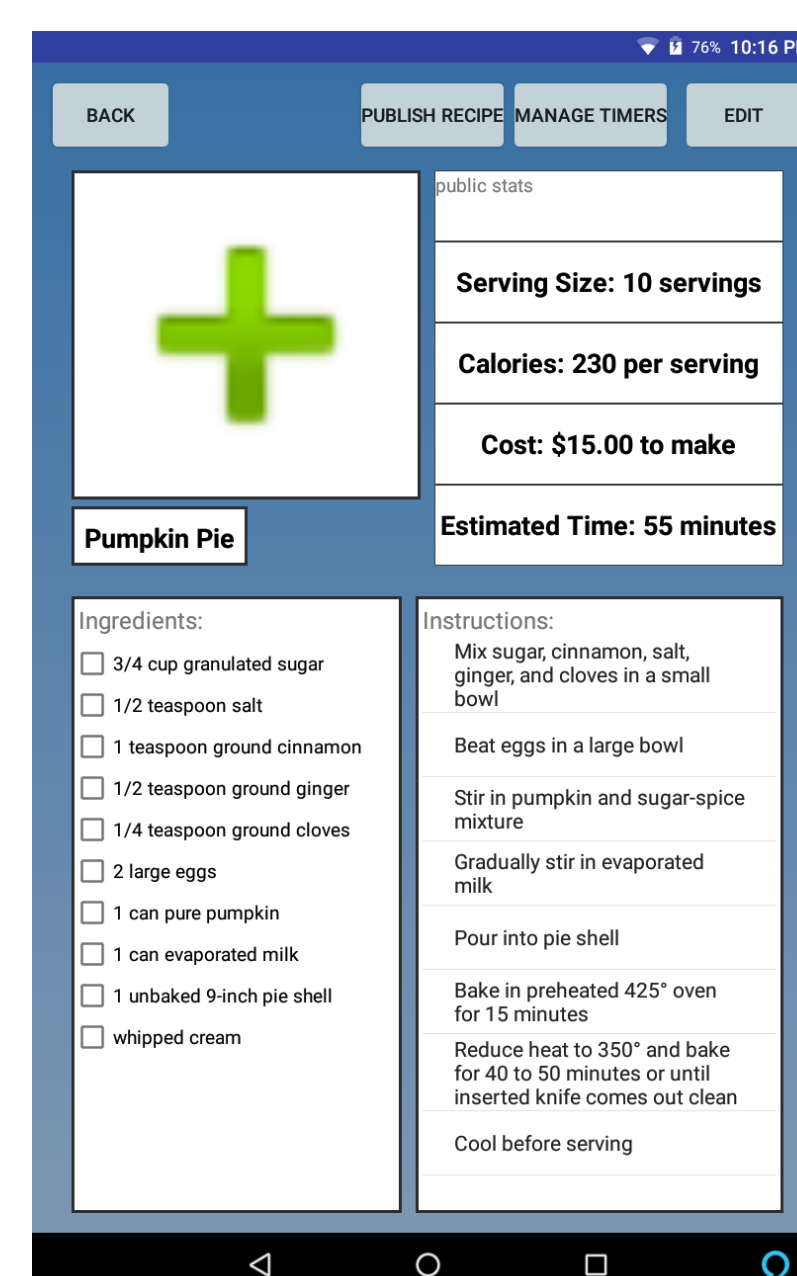 76% 10:16 P
BACK
PUBLISH RECIPE
MANAGE TIMERS
EDIT
public stats
Serving Size: 10 servings
Calories: 230 per serving
Cost: $15.00 to make
Estimated Time: 55 minutes
Pumpkin Pie
Ingredients:
3/4 cup granulated sugar
1/2 teaspoon salt
1 teaspoon ground cinnamon
1/2 teaspoon ground ginger
1/4 teaspoon ground cloves
2 large eggs
1 can pure pumpkin
1 can evaporated milk
1 unbaked 9-inch pie shell
whipped cream
Instructions:
Mix sugar, cinnamon, salt,
ginger, and cloves in a small
bowl
Beat eggs in a large bowl
Stir in pumpkin and sugar-spice
mixture
Gradually stir in evaporated
milk
Pour into pie shell
Bake in preheated 425° oven
for 15 minutes
Reduce heat to 350° and bake
for 40 to 50 minutes or until
inserted knife comes out clean
Cool before serving